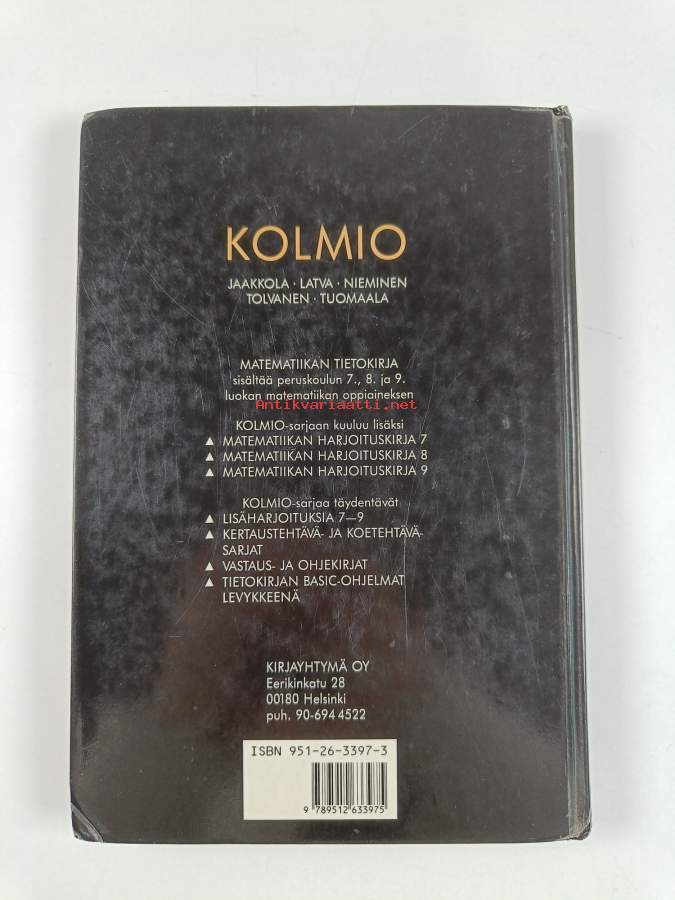 KOLMIO
JAAKKOLA · LATVA · NIEMINEN
TOLVANEN · TUOMAALA
MATEMATIIKAN TIETOKIRJA
sisältää peruskoulun 7., 8. ja 9.
luokan matematiikan oppiaineksen
Antikvariaatti.net
KOLMIO-sarjaan kuuluu lisäksi
▲ MATEMATIIKAN HARJOITUSKIRJA 7
▲ MATEMATIIKAN HARJOITUSKIRJA 8
▲ MATEMATIIKAN HARJOITUSKIRJA 9
KOLMIO-sarjaa täydentävät
▲ LISÄHARJOITUKSIA 7—9
▲ KERTAUSTEHTÄVÄ- JA KOETEHTÄVÄ-
SARJAT
▲ VASTAUS- JA OHJEKIRJAT
▲ TIETOKIRJAN BASIC-OHJELMAT
LEVYKKEENÄ
KIRJAYHTYMÄ OY
Eerikinkatu 28
00180 Helsinki
puh. 90-694 4522
ISBN 951-26-3397-3
9 789512 633975